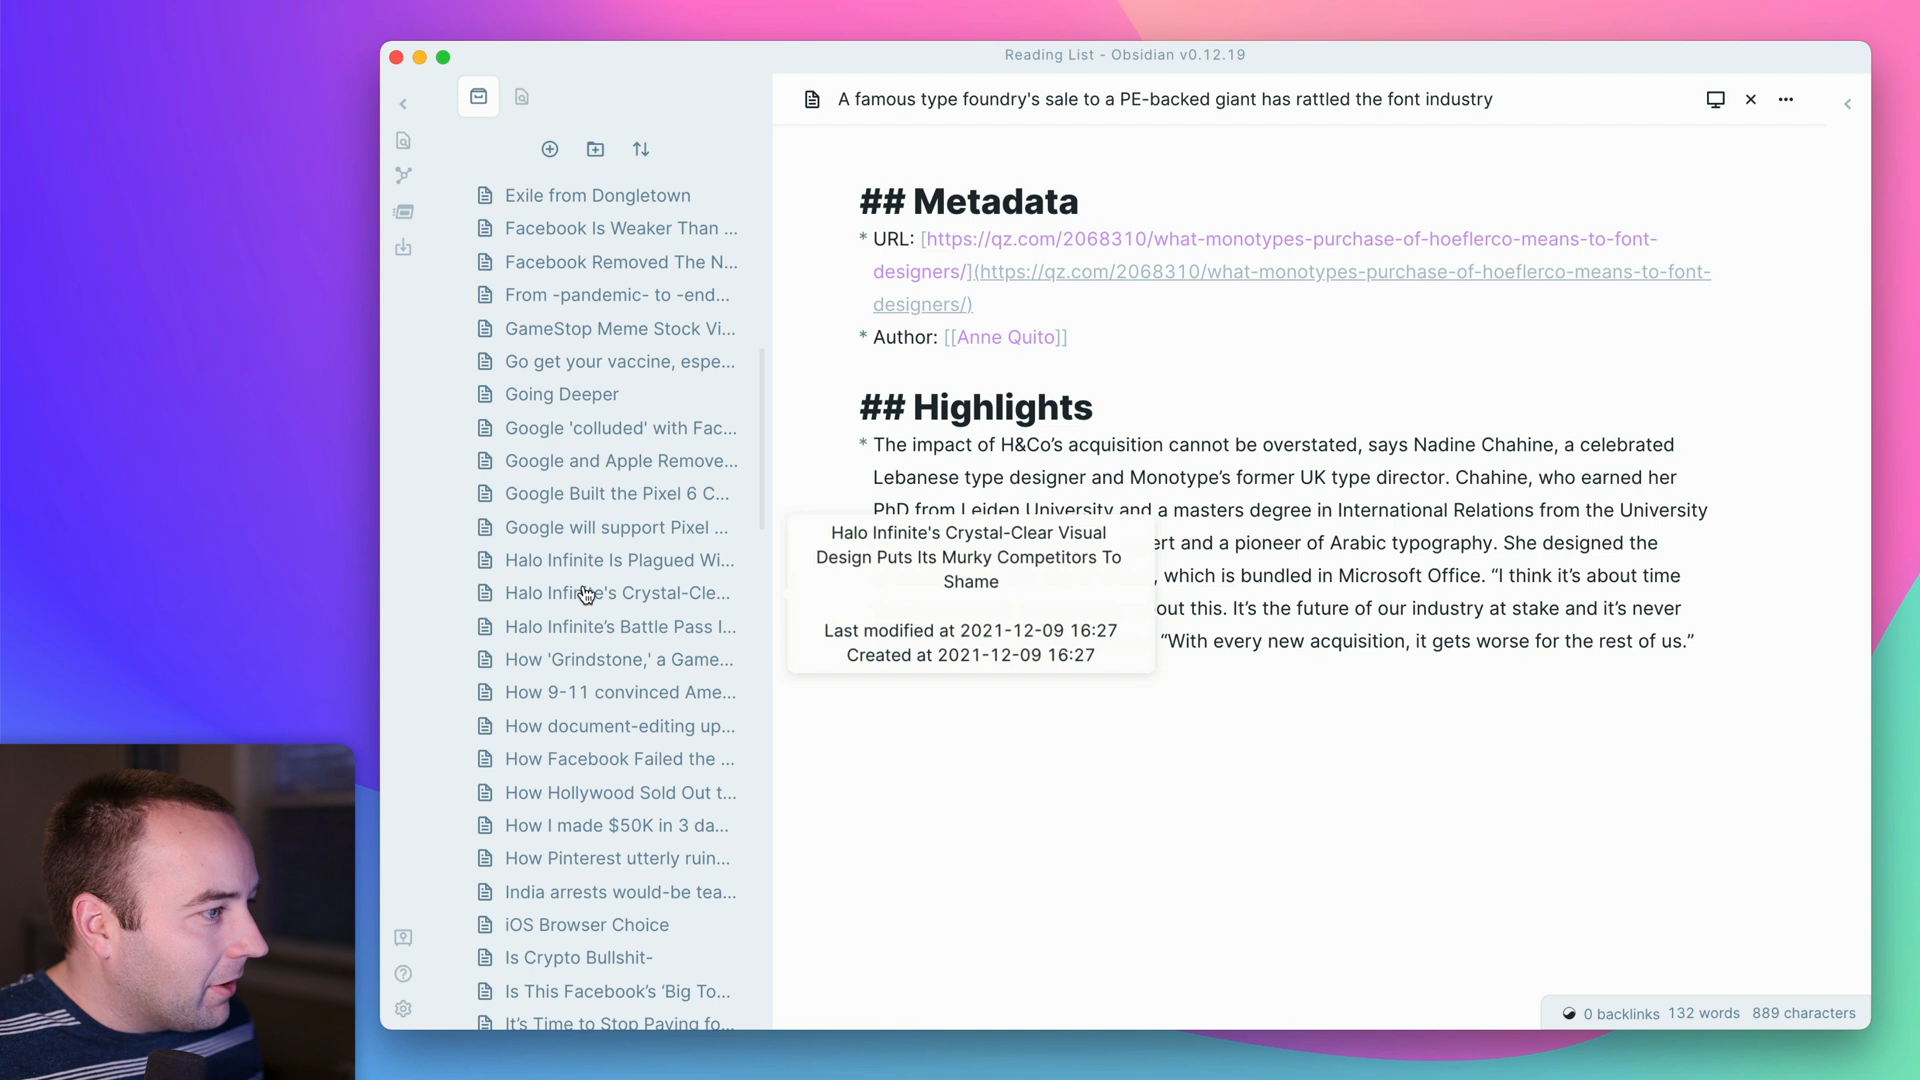 Reading List - Obsidian v0.12.19
A famous type foundry's sale to a PE-backed giant has rattled the font industry
Exile from Dongletown
Facebook Is Weaker Than ...
Facebook Removed The N...
From -pandemic- to -end...
GameStop Meme Stock Vi...
Go get your vaccine, espe...
Going Deeper
Google 'colluded' with Fac...
Google and Apple Remove...
Google Built the Pixel 6 C...
Google will support Pixel ...
Halo Infinite Is Plagued Wi...
Halo Infinite's Crystal-Cle...
Halo Infinite’s Battle Pass I...
How 'Grindstone,' a Game...
How 9-11 convinced Ame...
How document-editing up...
How Facebook Failed the ...
How Hollywood Sold Out t...
How I made $50K in 3 da...
How Pinterest utterly ruin...
India arrests would-be tea...
iOS Browser Choice
Is Crypto Bullshit-
Is This Facebook’s ‘Big To...
It’s Time to Stop Paying fo...
## Metadata
* URL: [https://qz.com/2068310/what-monotypes-purchase-of-hoeflerco-means-to-font-
designers/](https://qz.com/2068310/what-monotypes-purchase-of-hoeflerco-means-to-font-
designers/)
* Author: [[Anne Quito]]
## Highlights
* The impact of H&Co’s acquisition cannot be overstated, says Nadine Chahine, a celebrated
Lebanese type designer and Monotype’s former UK type director. Chahine, who earned her
PhD from Leiden University and a masters degree in International Relations from the University
ert and a pioneer of Arabic typography. She designed the
, which is bundled in Microsoft Office. “I think it’s about time
out this. It’s the future of our industry at stake and it’s never
“With every new acquisition, it gets worse for the rest of us.”
Halo Infinite's Crystal-Clear Visual
Design Puts Its Murky Competitors To
Shame
Last modified at 2021-12-09 16:27
Created at 2021-12-09 16:27
0 backlinks 132 words 889 characters